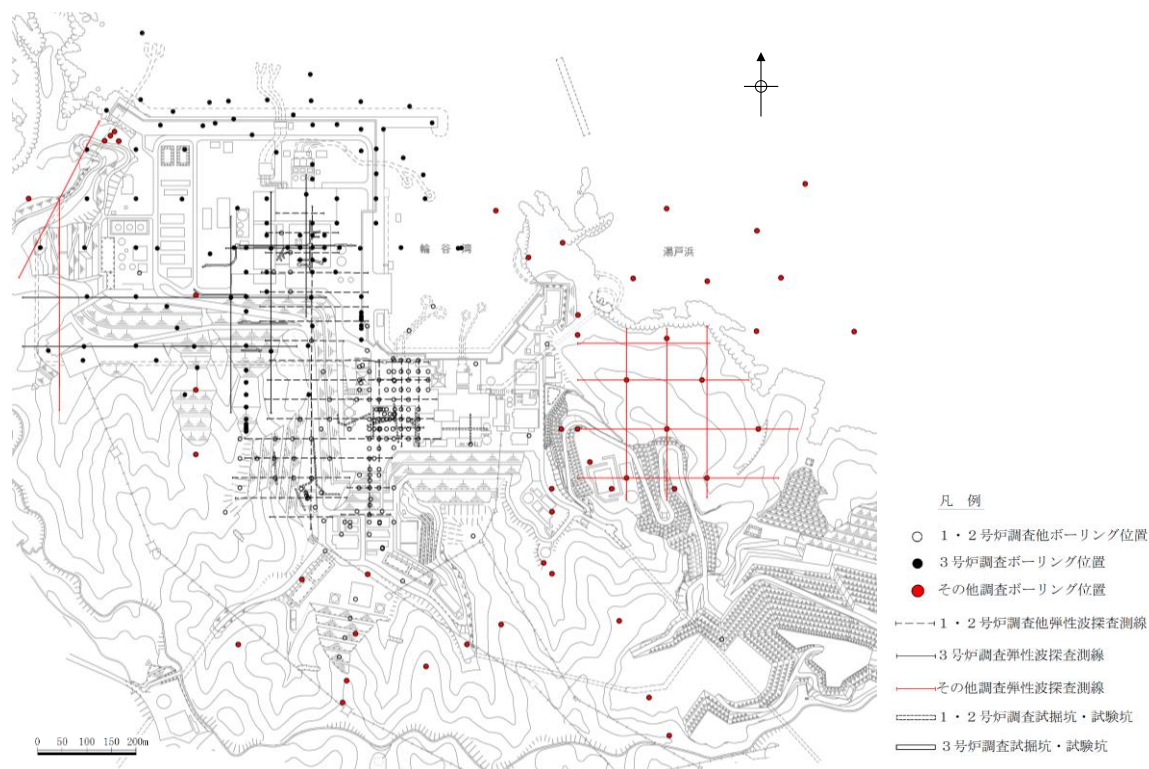 輪谷湾
湯戸浜
凡 例
1・2号炉調査他ボーリング位置
3号炉調査ボーリング位置
その他調査ボーリング位置
1・2号炉調査他弾性波探査測線
3号炉調査弾性波探査測線
その他調査弾性波探査測線
1・2号炉調査試掘坑・試験坑
3号炉調査試掘坑・試験坑
0 50 100 150 200m